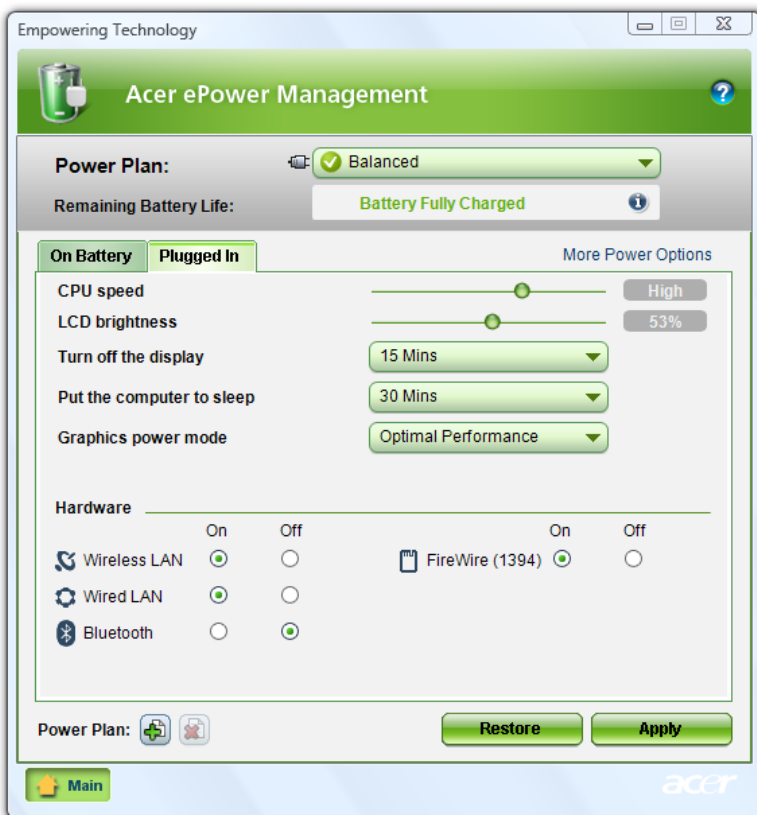 Empowering Technology
Acer ePower Management
Power Plan: Balanced
Remaining Battery Life: Battery Fully Charged
On Battery Plugged In More Power Options
CPU speed High
LCD brightness 53%
Turn off the display 15 Mins
Put the computer to sleep 30 Mins
Graphics power mode Optimal Performance
Hardware
On Off On Off
Wireless LAN FireWire (1394)
Wired LAN
Bluetooth
Power Plan: Restore Apply
Main acer